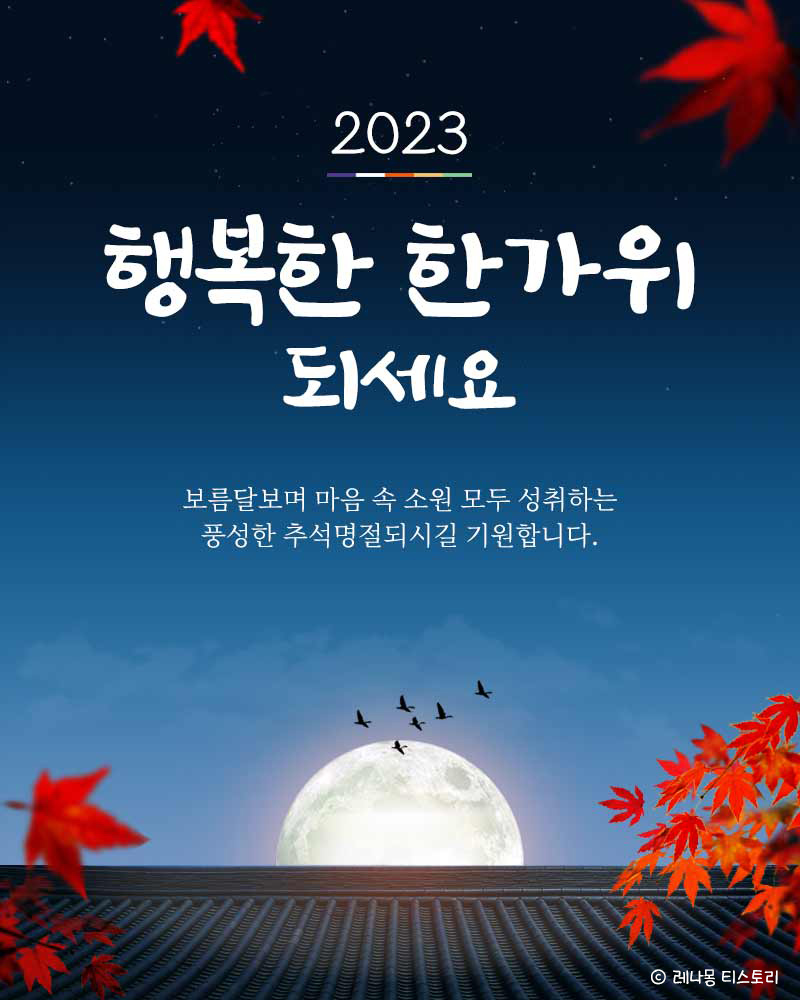 2023
행복한 한가위
되세요
보름달보며 마음 속 소원 모두 성취하는
풍성한 추석명절되시길 기원합니다.
© 레나몽 티스토리